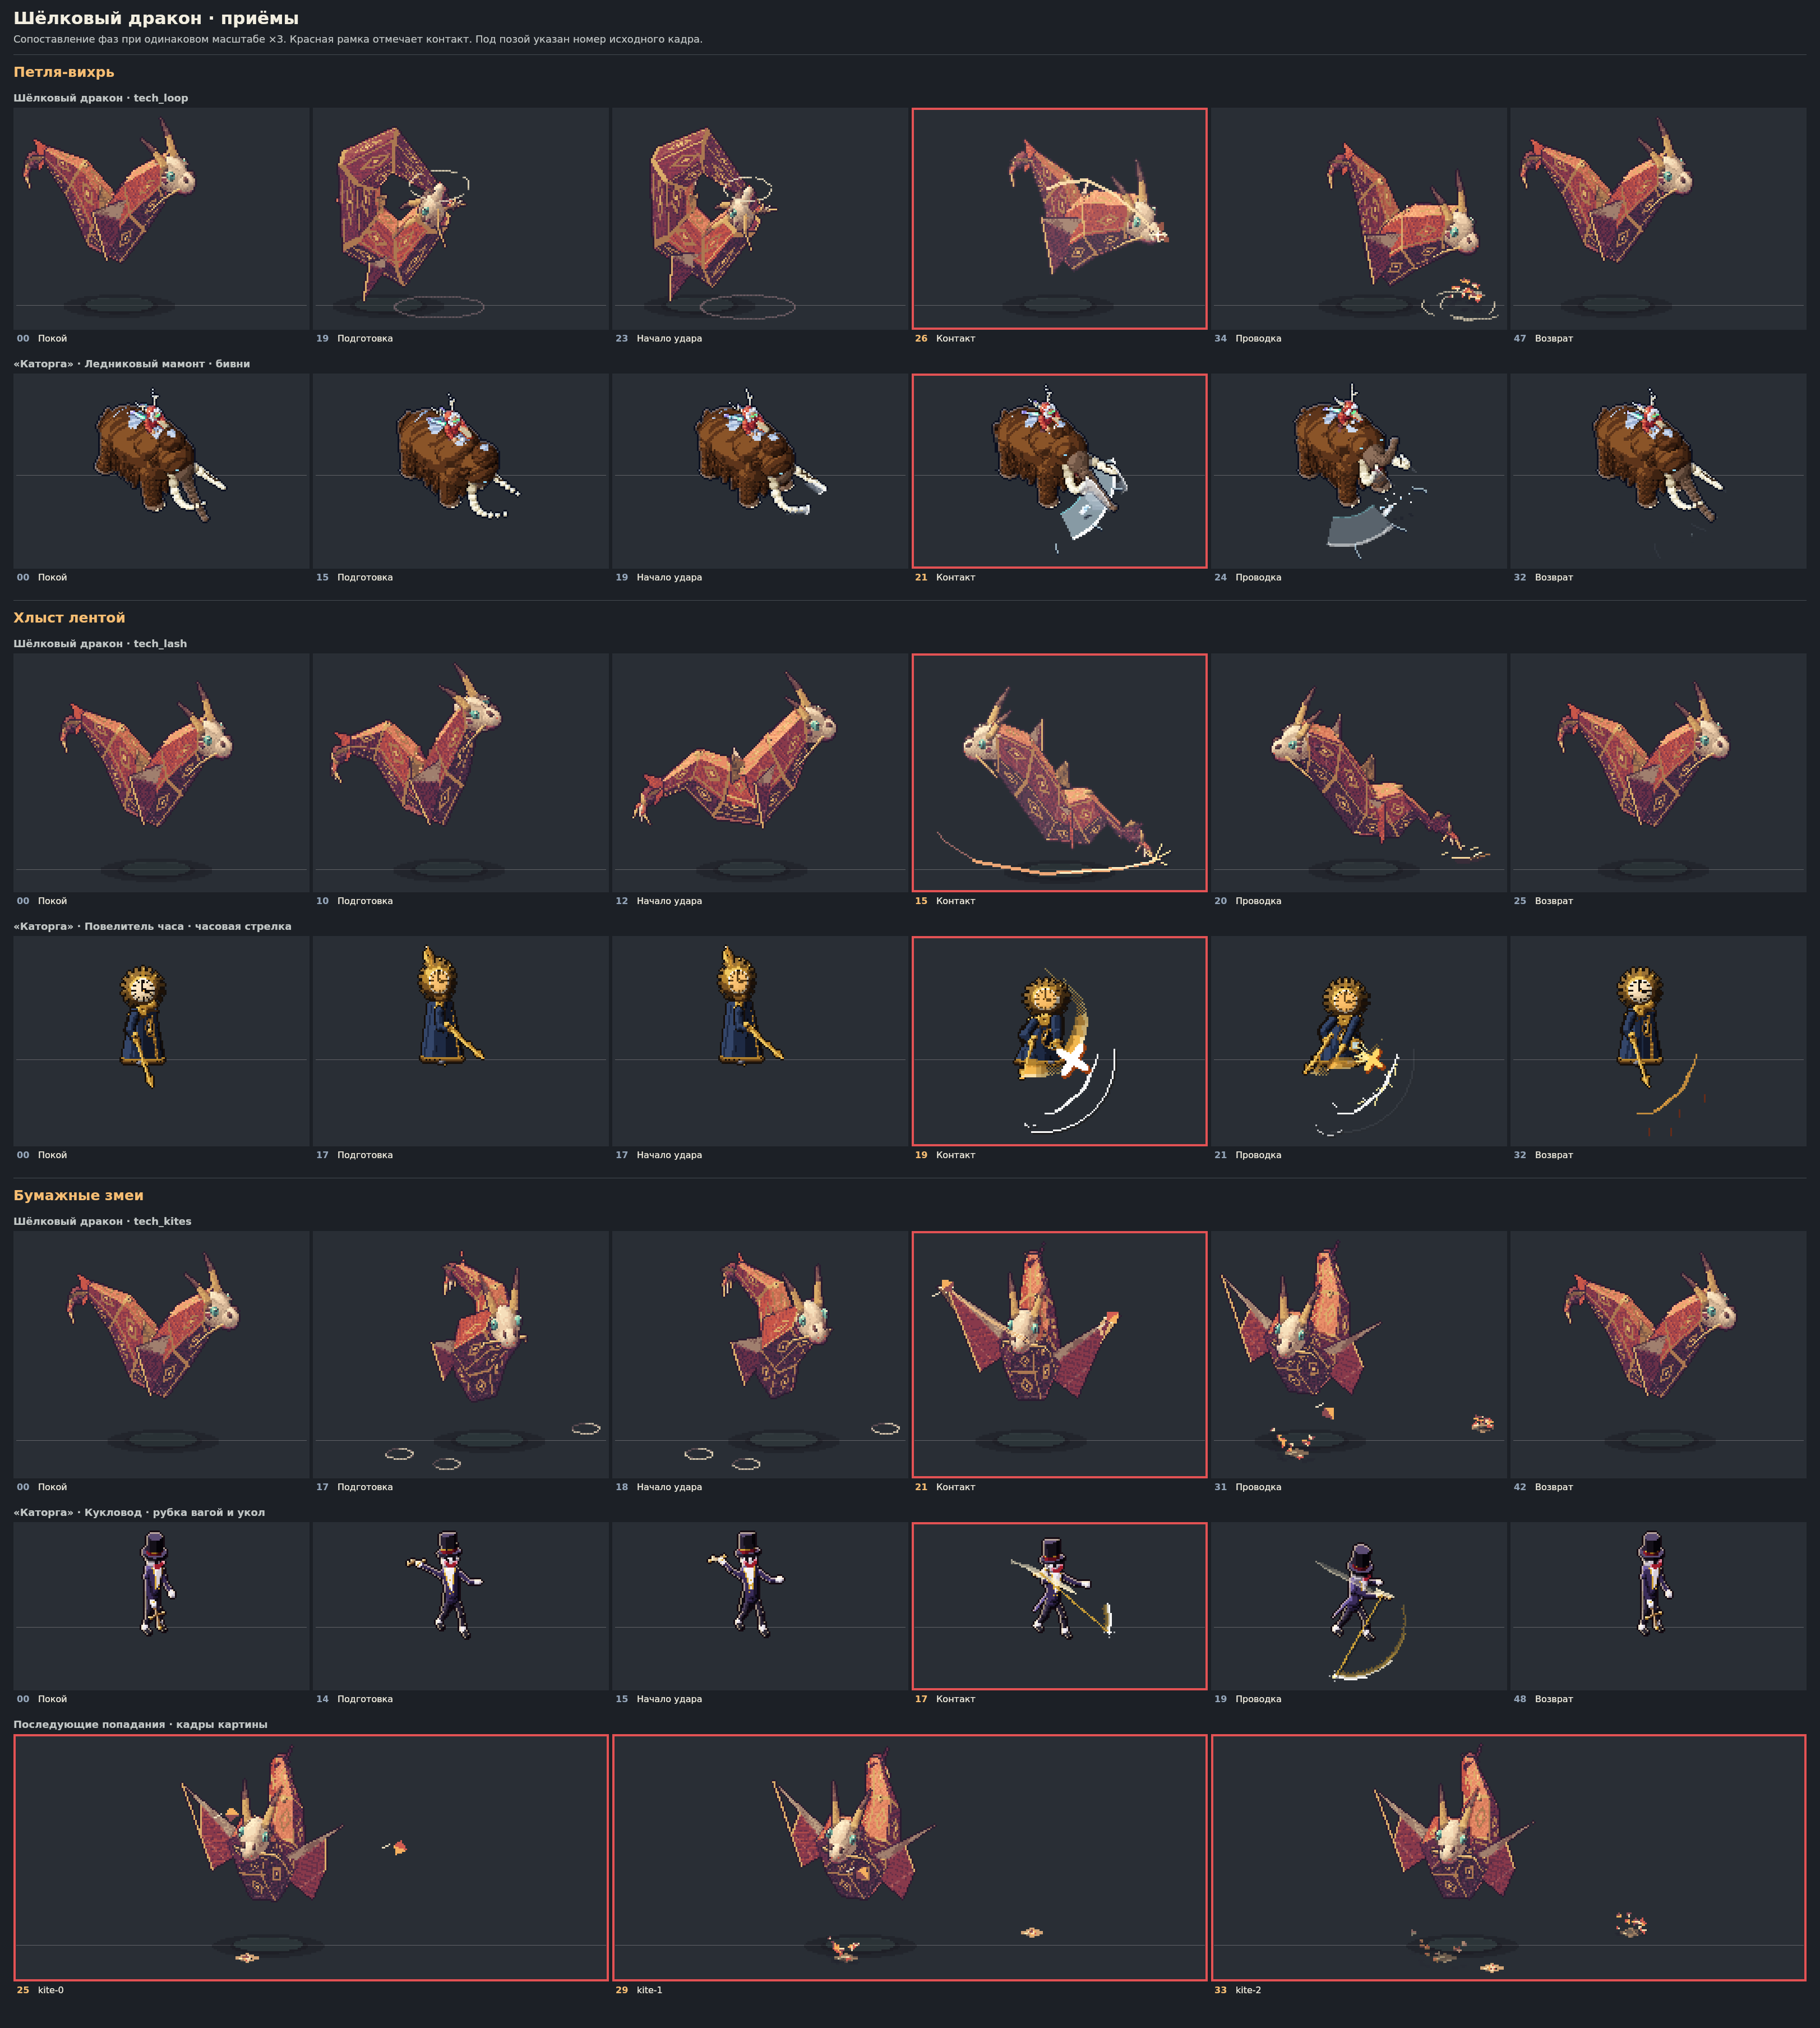 Шёлковый дракон · приёмы
Сопоставление фаз при одинаковом масштабе ×3. Красная рамка отмечает контакт. Под позой указан номер исходного кадра.
Петля-вихрь
Шёлковый дракон · tech_loop
00 Покой 19 Подготовка 23 Начало удара 26 Контакт 34 Проводка 47 Возврат
«Каторга» · Ледниковый мамонт · бивни
00 Покой 15 Подготовка 19 Начало удара 21 Контакт 24 Проводка 32 Возврат
Хлыст лентой
Шёлковый дракон · tech_lash
00 Покой 10 Подготовка 12 Начало удара 15 Контакт 20 Проводка 25 Возврат
«Каторга» · Повелитель часа · часовая стрелка
00 Покой 17 Подготовка 17 Начало удара 19 Контакт 21 Проводка 32 Возврат
Бумажные змеи
Шёлковый дракон · tech_kites
00 Покой 17 Подготовка 18 Начало удара 21 Контакт 31 Проводка 42 Возврат
«Каторга» · Кукловод · рубка вагой и укол
00 Покой 14 Подготовка 15 Начало удара 17 Контакт 19 Проводка 48 Возврат
Последующие попадания · кадры картины
25 kite-0 29 kite-1 33 kite-2